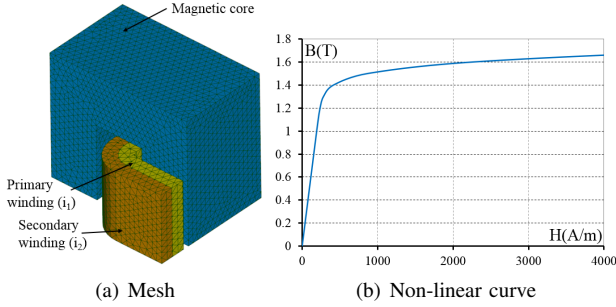 Magnetic core
Primary
winding (i₁)
Secondary
winding (i₂)
(a) Mesh
B(T)
1.8
1.6
1.4
1.2
1
0.8
0.6
0.4
0.2
0
H(A/m)
0
1000
2000
3000
4000
(b) Non-linear curve